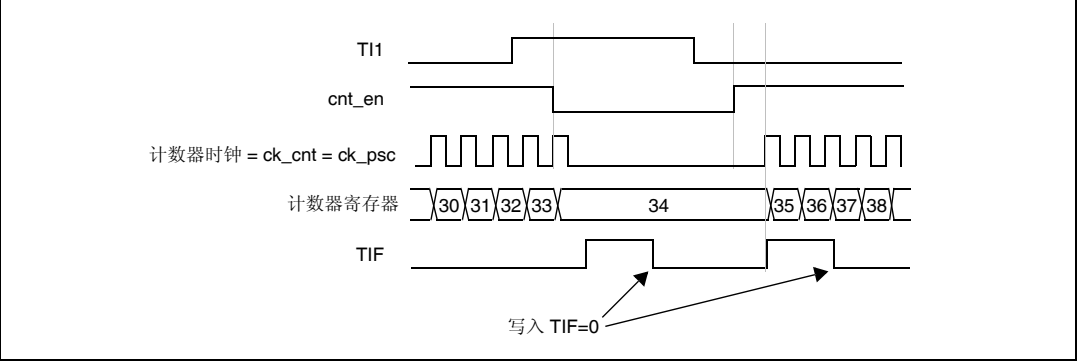 TI1
cnt_en
计数器时钟 = ck_cnt = ck_psc
计数器寄存器 30 31 32 33 34 35 36 37 38
TIF
写入 TIF=0